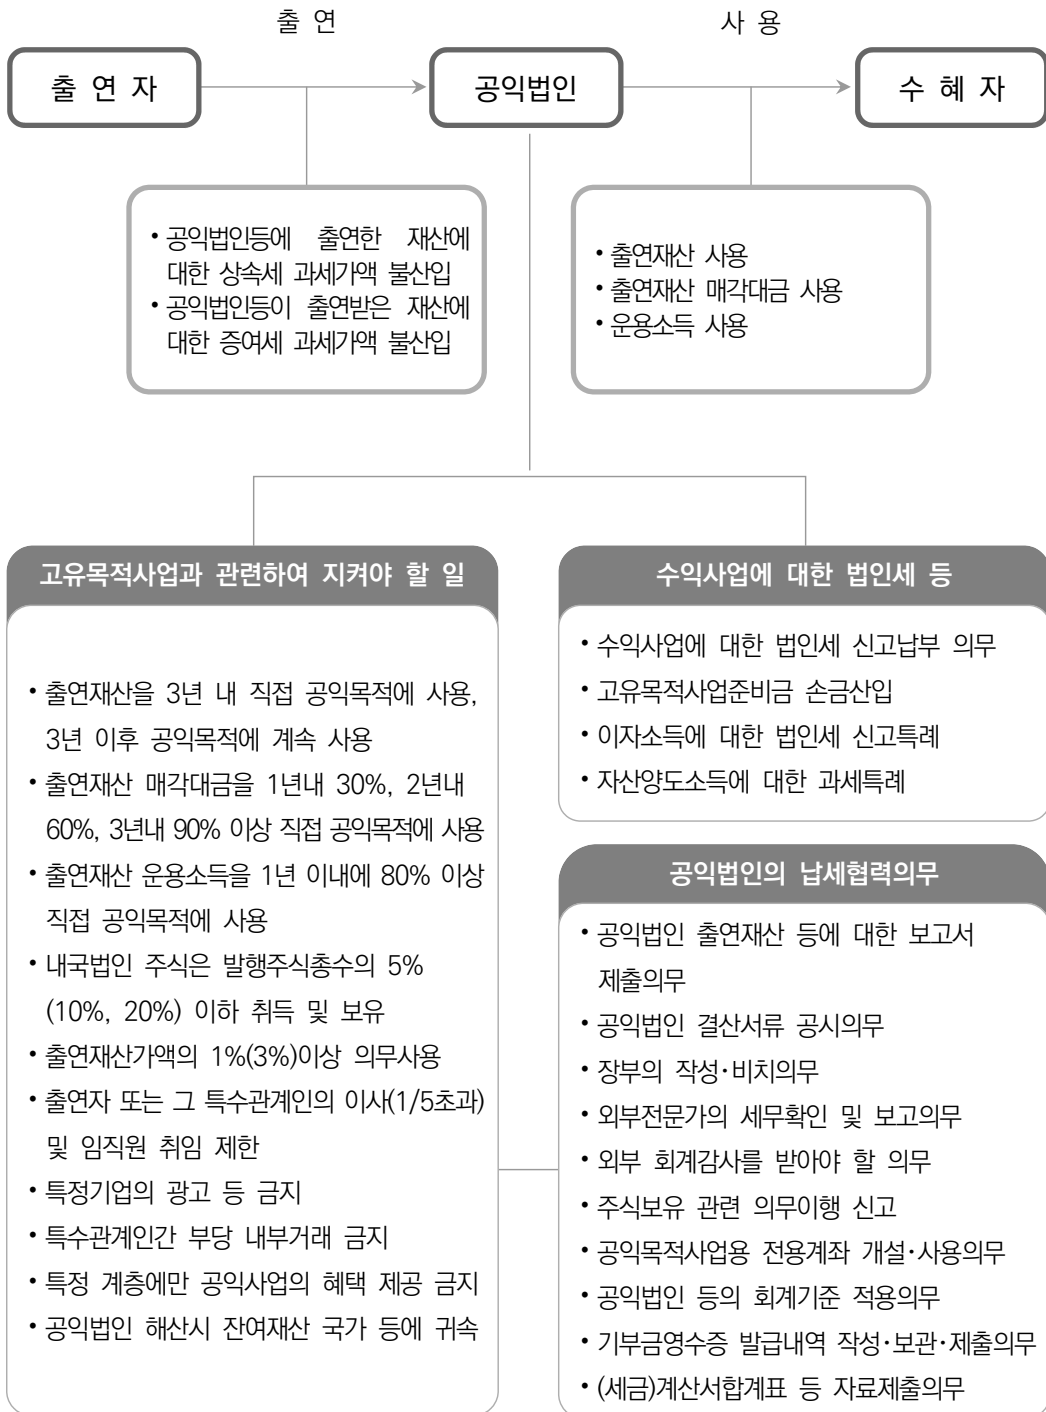 출 연
사 용
출 연 자
공익법인
수 혜 자
• 공익법인등에 출연한 재산에
대한 상속세 과세가액 불산입
• 공익법인등이 출연받은 재산에
대한 증여세 과세가액 불산입
• 출연재산 사용
• 출연재산 매각대금 사용
• 운용소득 사용
고유목적사업과 관련하여 지켜야 할 일
• 출연재산을 3년 내 직접 공익목적에 사용,
3년 이후 공익목적에 계속 사용
• 출연재산 매각대금을 1년내 30%, 2년내
60%, 3년내 90% 이상 직접 공익목적에 사용
• 출연재산 운용소득을 1년 이내에 80% 이상
직접 공익목적에 사용
• 내국법인 주식은 발행주식총수의 5%
(10%, 20%) 이하 취득 및 보유
• 출연재산가액의 1%(3%)이상 의무사용
• 출연자 또는 그 특수관계인의 이사(1/5초과)
및 임직원 취임 제한
• 특정기업의 광고 등 금지
• 특수관계인간 부당 내부거래 금지
• 특정 계층에만 공익사업의 혜택 제공 금지
• 공익법인 해산시 잔여재산 국가 등에 귀속
수익사업에 대한 법인세 등
• 수익사업에 대한 법인세 신고납부 의무
• 고유목적사업준비금 손금산입
• 이자소득에 대한 법인세 신고특례
• 자산양도소득에 대한 과세특례
공익법인의 납세협력의무
• 공익법인 출연재산 등에 대한 보고서
제출의무
• 공익법인 결산서류 공시의무
• 장부의 작성·비치의무
• 외부전문가의 세무확인 및 보고의무
• 외부 회계감사를 받아야 할 의무
• 주식보유 관련 의무이행 신고
• 공익목적사업용 전용계좌 개설·사용의무
• 공익법인 등의 회계기준 적용의무
• 기부금영수증 발급내역 작성·보관·제출의무
• (세금)계산서합계표 등 자료제출의무